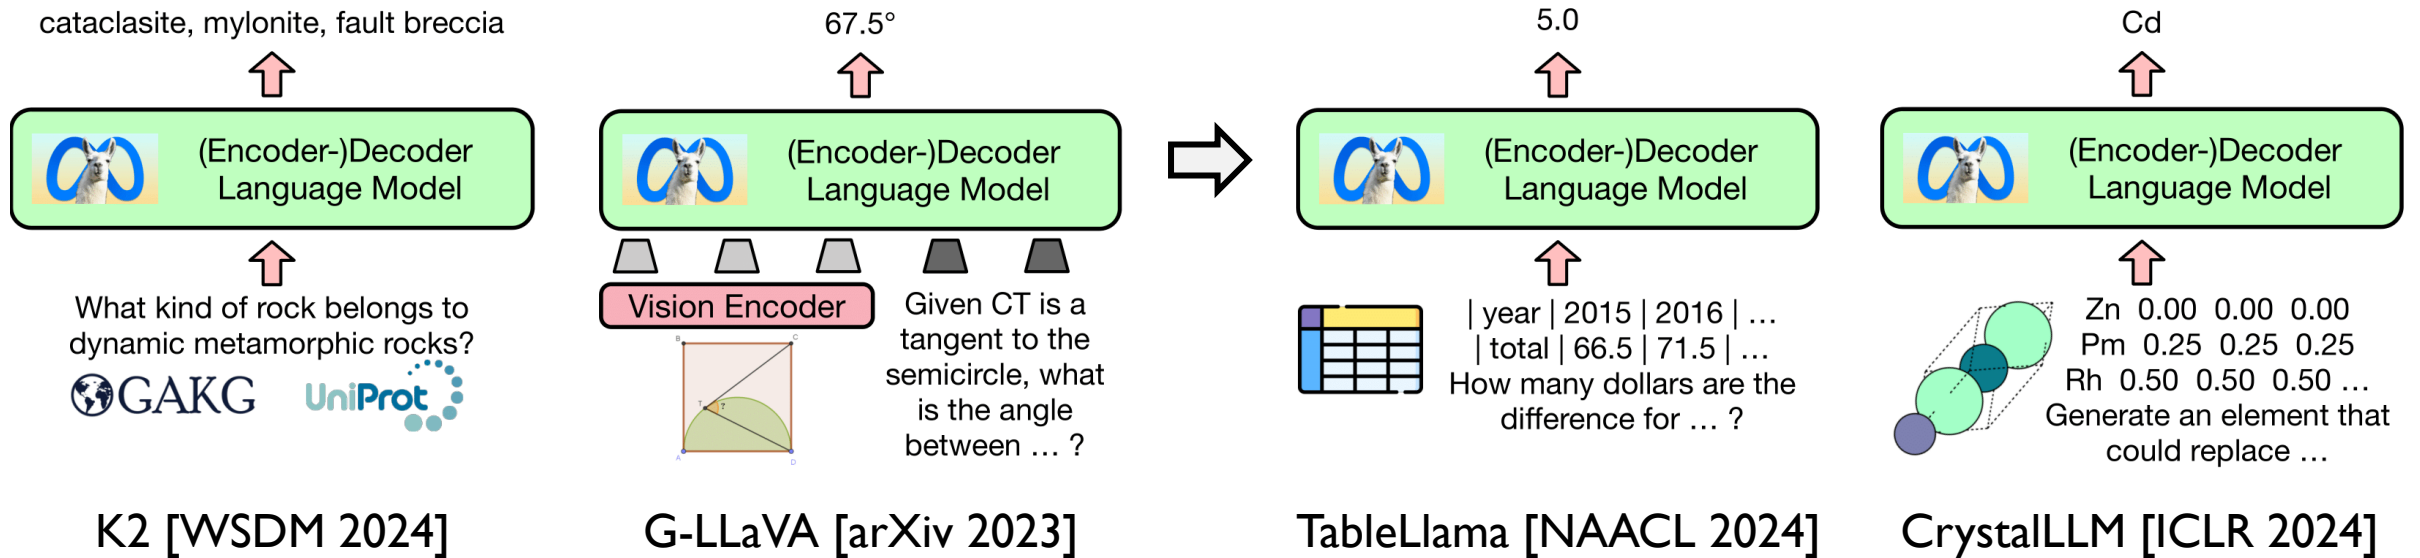 cataclasite, mylonite, fault breccia
(Encoder-)Decoder
Language Model
What kind of rock belongs to
dynamic metamorphic rocks?
GAKG
UniProt
K2 [WSDM 2024]
67.5°
(Encoder-)Decoder
Language Model
Vision Encoder
Given CT is a
tangent to the
semicircle, what
is the angle
between ... ?
B
C
T
?
A
D
G-LLaVA [arXiv 2023]
5.0
(Encoder-)Decoder
Language Model
| year | 2015 | 2016 | ...
| total | 66.5 | 71.5 | ...
How many dollars are the
difference for ... ?
TableLlama [NAACL 2024]
Cd
(Encoder-)Decoder
Language Model
Zn 0.00 0.00 0.00
Pm 0.25 0.25 0.25
Rh 0.50 0.50 0.50 ...
Generate an element that
could replace ...
CrystalLLM [ICLR 2024]